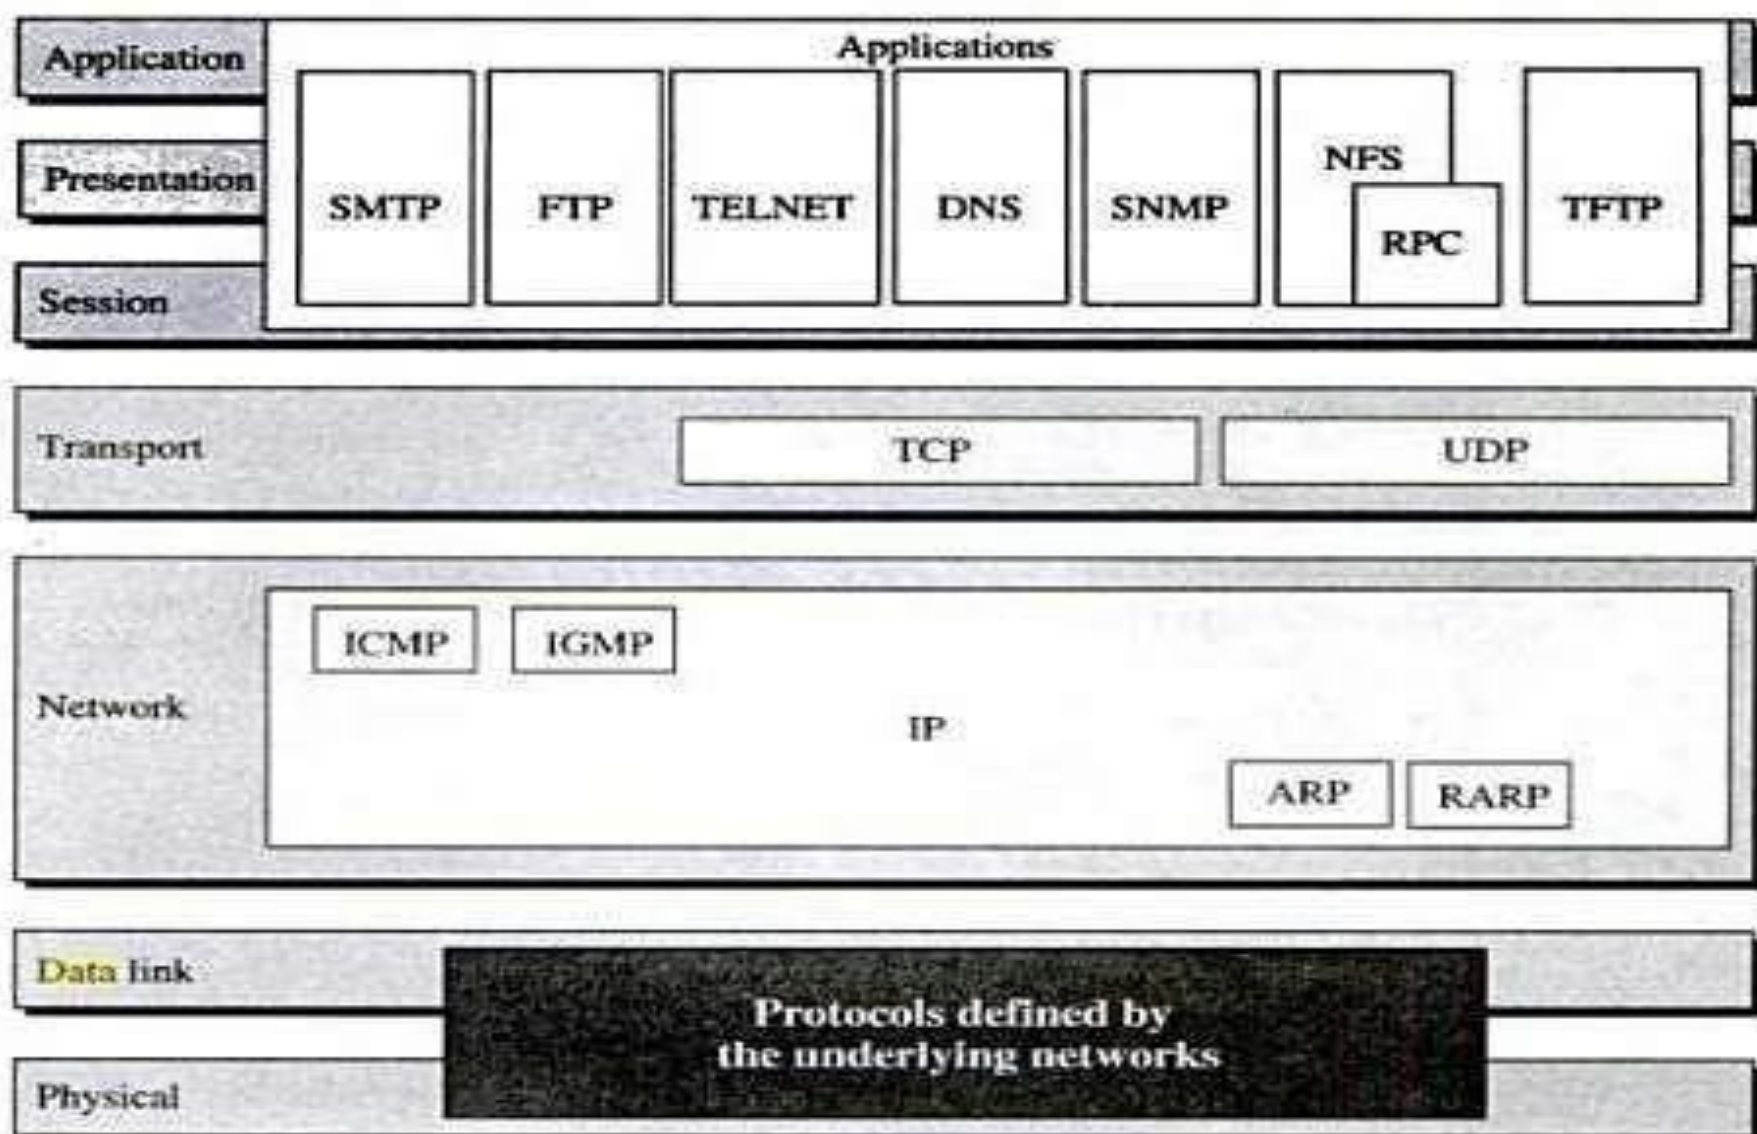 Applications
Application
Presentation
Session
SMTP
FTP
TELNET
DNS
SNMP
NFS
RPC
TFTP
Transport
TCP
UDP
Network
ICMP
IGMP
IP
ARP
RARP
Data link
Protocols defined by
the underlying networks
Physical